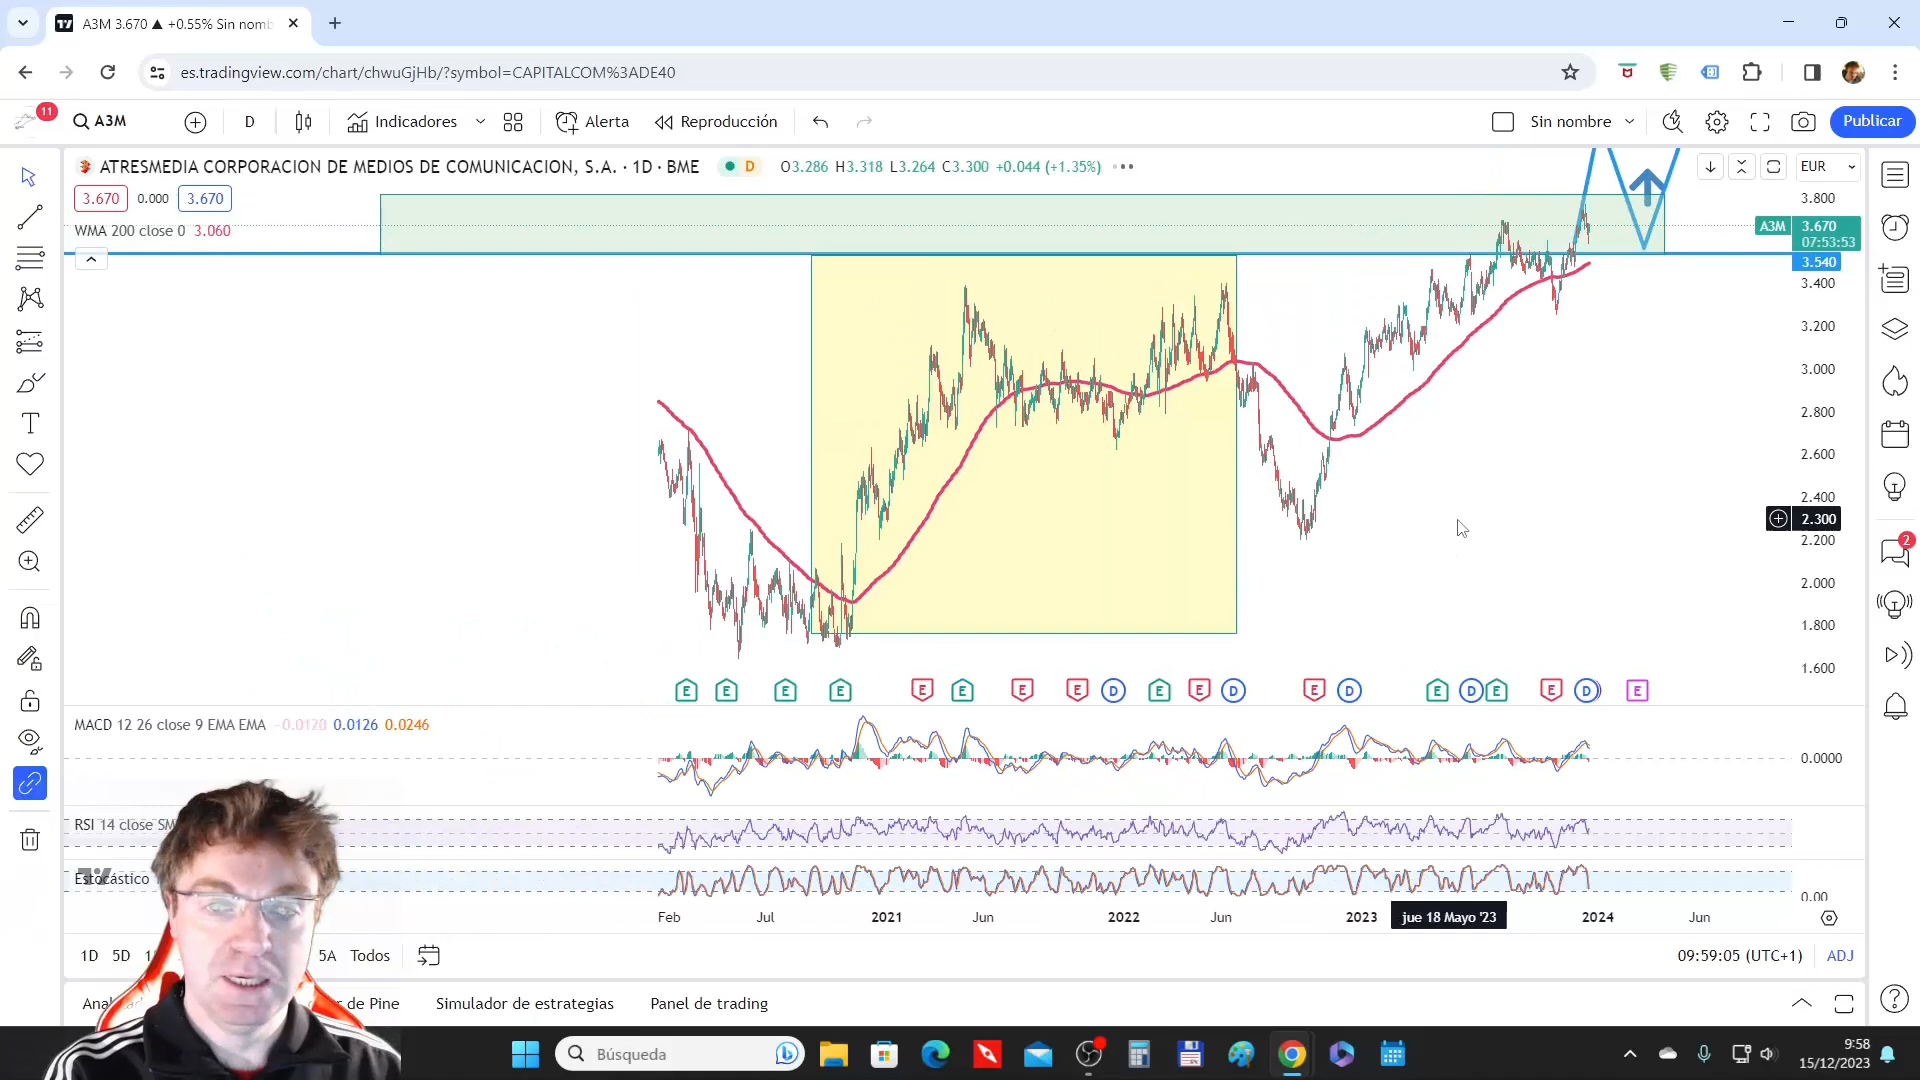 A3M 3.670 ▲ +0.55% Sin nomb
es.tradingview.com/chart/chwuGjHb/?symbol=CAPITALCOM%3ADE40
11
A3M
D
Indicadores
Alerta
Reproducción
Sin nombre
Publicar
ATRESMEDIA CORPORACION DE MEDIOS DE COMUNICACION, S.A. · 1D · BME
D
O3.286 H3.318 L3.264 C3.300 +0.044 (+1.35%)
EUR
3.670 0.000 3.670
WMA 200 close 0 3.060
3.800
A3M 3.670
07:53:53
3.540
3.400
3.200
3.000
2.800
2.600
2.400
2.300
2.200
2.000
1.800
1.600
2
E E E E E E E E D E E D E D E D E E D E
MACD 12 26 close 9 EMA EMA −0.0120 0.0126 0.0246
0.0000
RSI 14 close SM
Estocástico
0.00
Feb Jul 2021 Jun 2022 Jun 2023 jue 18 Mayo '23 2024 Jun
1D 5D 5A Todos
09:59:05 (UTC+1) ADJ
de Pine Simulador de estrategias Panel de trading
Búsqueda
9:58
15/12/2023